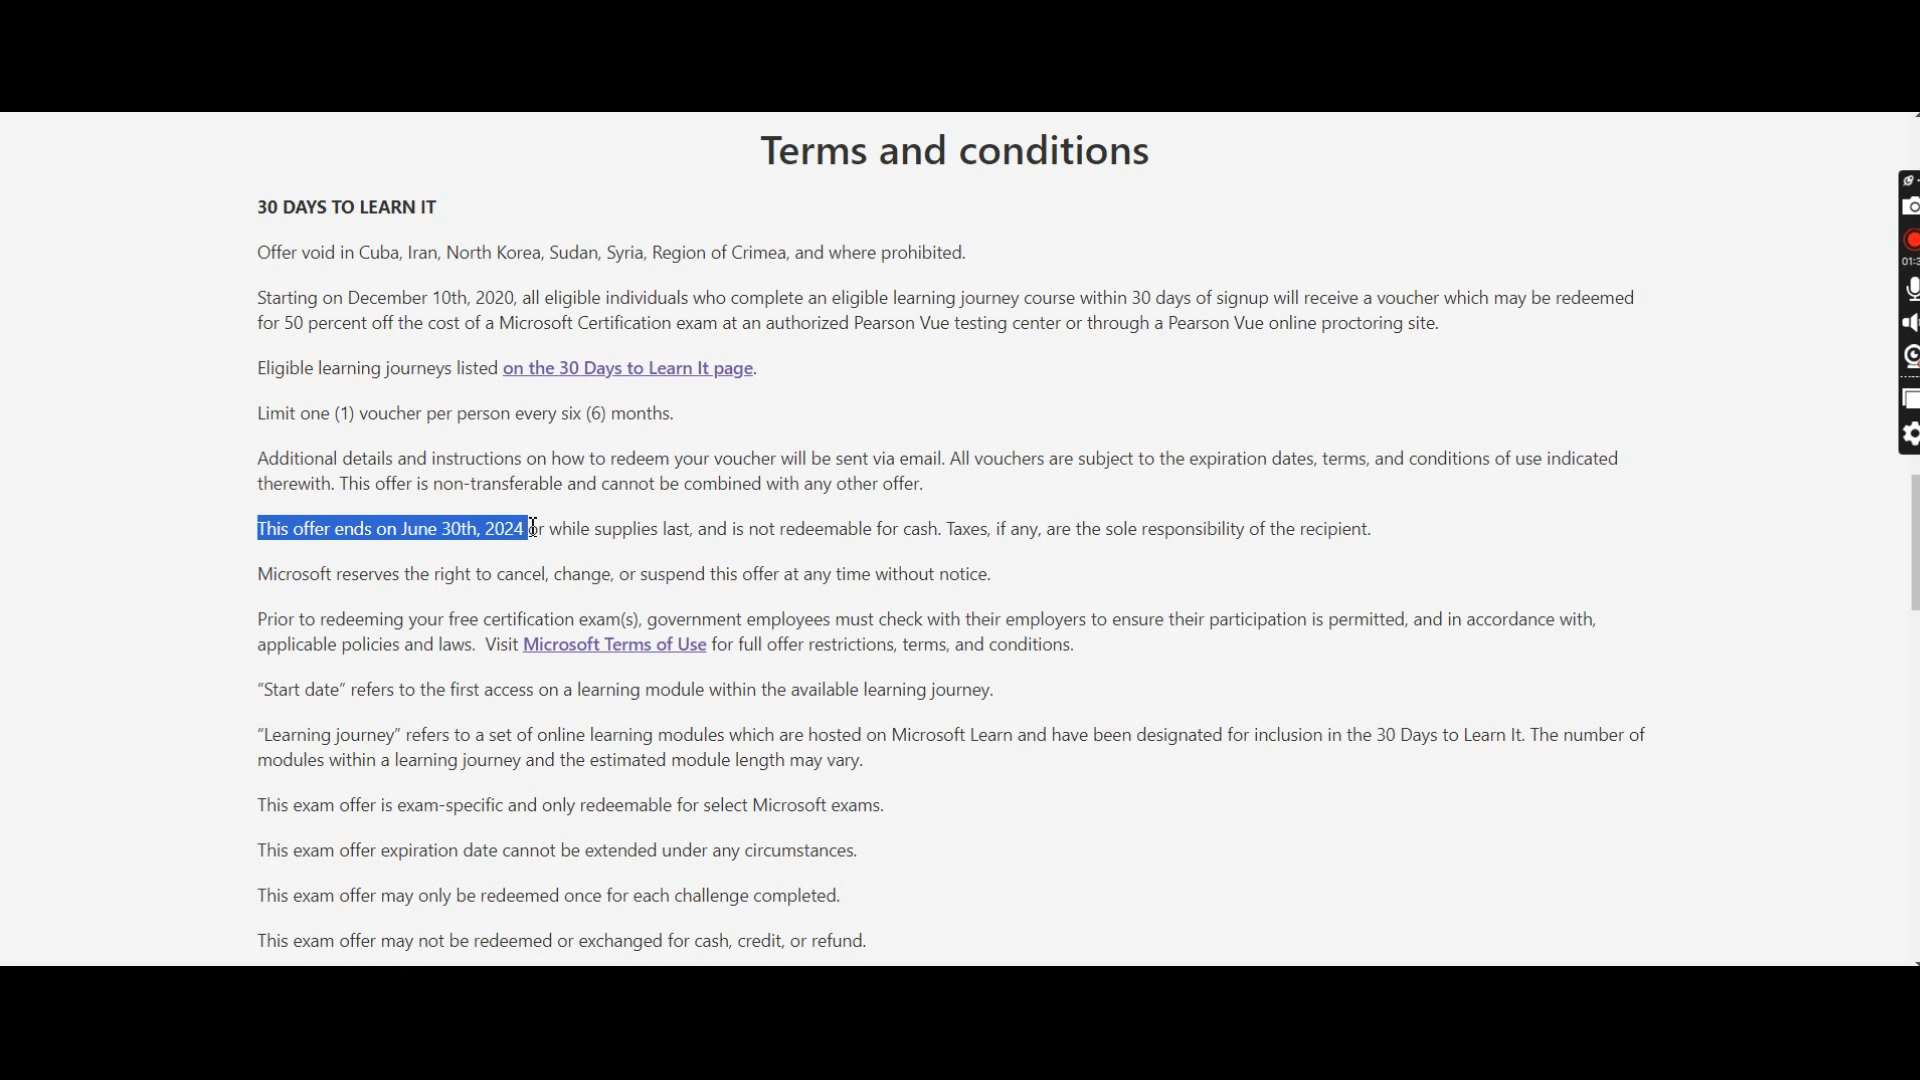 Terms and conditions
30 DAYS TO LEARN IT
Offer void in Cuba, Iran, North Korea, Sudan, Syria, Region of Crimea, and where prohibited.
Starting on December 10th, 2020, all eligible individuals who complete an eligible learning journey course within 30 days of signup will receive a voucher which may be redeemed
for 50 percent off the cost of a Microsoft Certification exam at an authorized Pearson Vue testing center or through a Pearson Vue online proctoring site.
Eligible learning journeys listed on the 30 Days to Learn It page.
Limit one (1) voucher per person every six (6) months.
Additional details and instructions on how to redeem your voucher will be sent via email. All vouchers are subject to the expiration dates, terms, and conditions of use indicated
therewith. This offer is non-transferable and cannot be combined with any other offer.
This offer ends on June 30th, 2024 or while supplies last, and is not redeemable for cash. Taxes, if any, are the sole responsibility of the recipient.
Microsoft reserves the right to cancel, change, or suspend this offer at any time without notice.
Prior to redeeming your free certification exam(s), government employees must check with their employers to ensure their participation is permitted, and in accordance with,
applicable policies and laws.  Visit Microsoft Terms of Use for full offer restrictions, terms, and conditions.
“Start date” refers to the first access on a learning module within the available learning journey.
“Learning journey” refers to a set of online learning modules which are hosted on Microsoft Learn and have been designated for inclusion in the 30 Days to Learn It. The number of
modules within a learning journey and the estimated module length may vary.
This exam offer is exam-specific and only redeemable for select Microsoft exams.
This exam offer expiration date cannot be extended under any circumstances.
This exam offer may only be redeemed once for each challenge completed.
This exam offer may not be redeemed or exchanged for cash, credit, or refund.